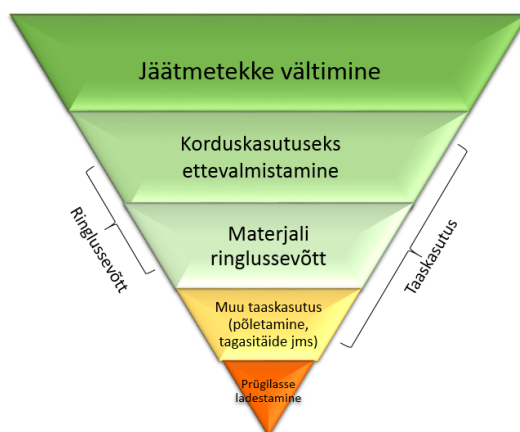 Jäätmetekke vältimine
Korduskasutuseks
ettevalmistamine
Ringlussevõtt
Materjali
ringlussevõtt
Taaskasutus
Muu taaskasutus
(põletamine,
tagasitäide jms)
Prügilasse
ladestamine